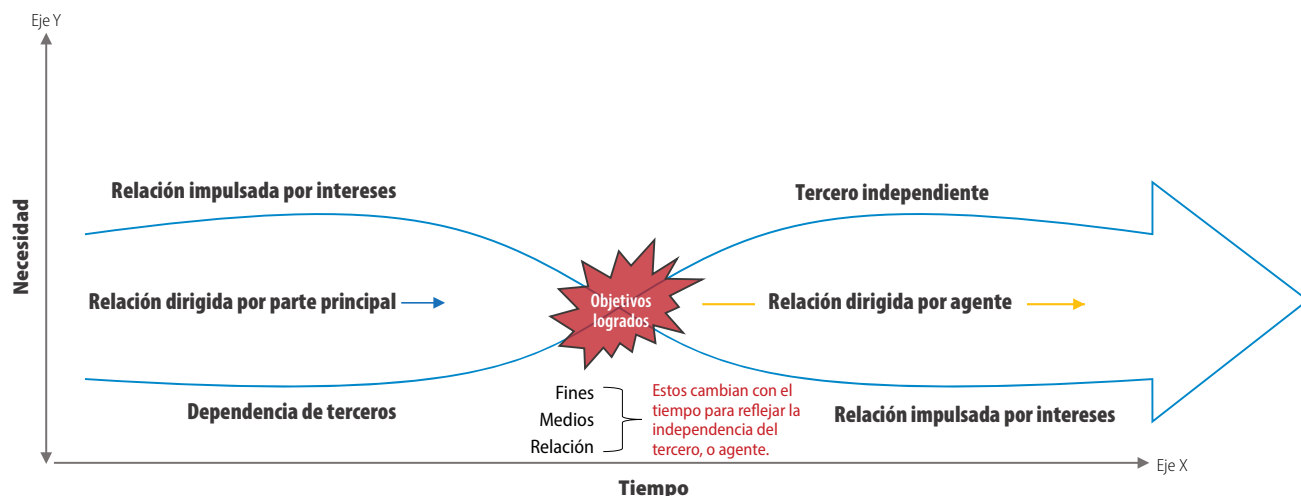 Eje Y
Necesidad
Relación impulsada por intereses
Tercero independiente
Relación dirigida por parte principal
Objetivos
logrados
Relación dirigida por agente
Dependencia de terceros
Relación impulsada por intereses
Fines
Medios
Relación
Estos cambian con el
tiempo para reflejar la
independencia del
tercero, o agente.
Eje X
Tiempo